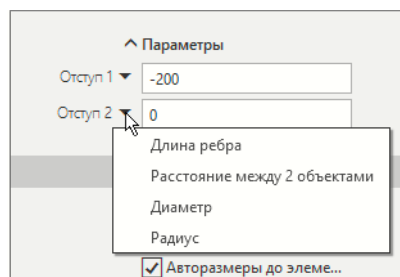 Параметры
Отступ 1 -200
Отступ 2 0
Длина ребра
Расстояние между 2 объектами
Диаметр
Радиус
Авторазмеры до элеме...